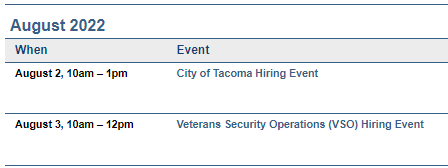 August 2022
When Event
August 2, 10am – 1pm City of Tacoma Hiring Event
August 3, 10am – 12pm Veterans Security Operations (VSO) Hiring Event